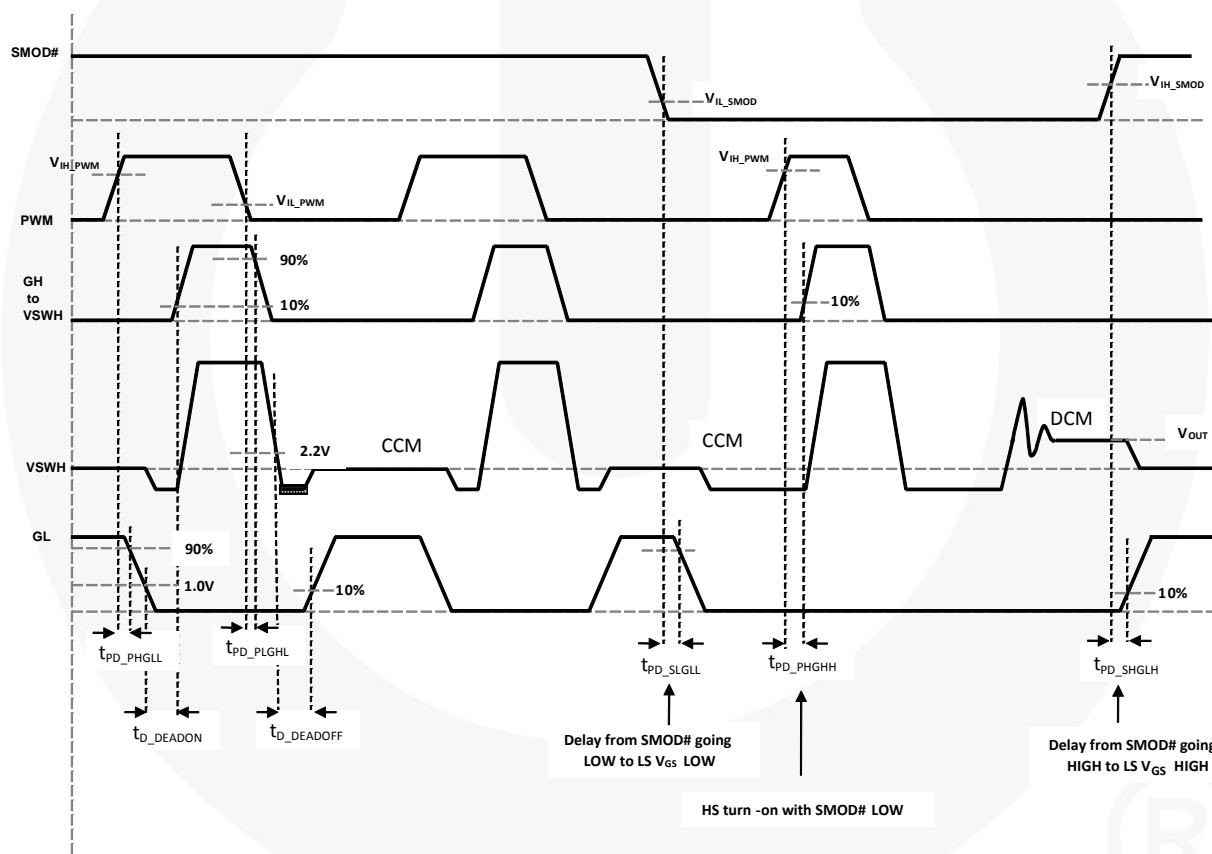 SMOD#
V_IL_SMOD
V_IH_SMOD
V_IH_PWM
V_IH_PWM
V_IL_PWM
PWM
90%
GH
to
VSWH
10%
10%
DCM
V_OUT
2.2V
CCM
CCM
VSWH
GL
90%
1.0V
10%
10%
t_PD_PHGLL
t_PD_PLGHL
t_PD_SLGLL
t_PD_PHGHH
t_PD_SHGLH
t_D_DEADON
t_D_DEADOFF
Delay from SMOD# going
LOW to LS V_GS LOW
Delay from SMOD# going
HIGH to LS V_GS HIGH
HS turn -on with SMOD# LOW
®